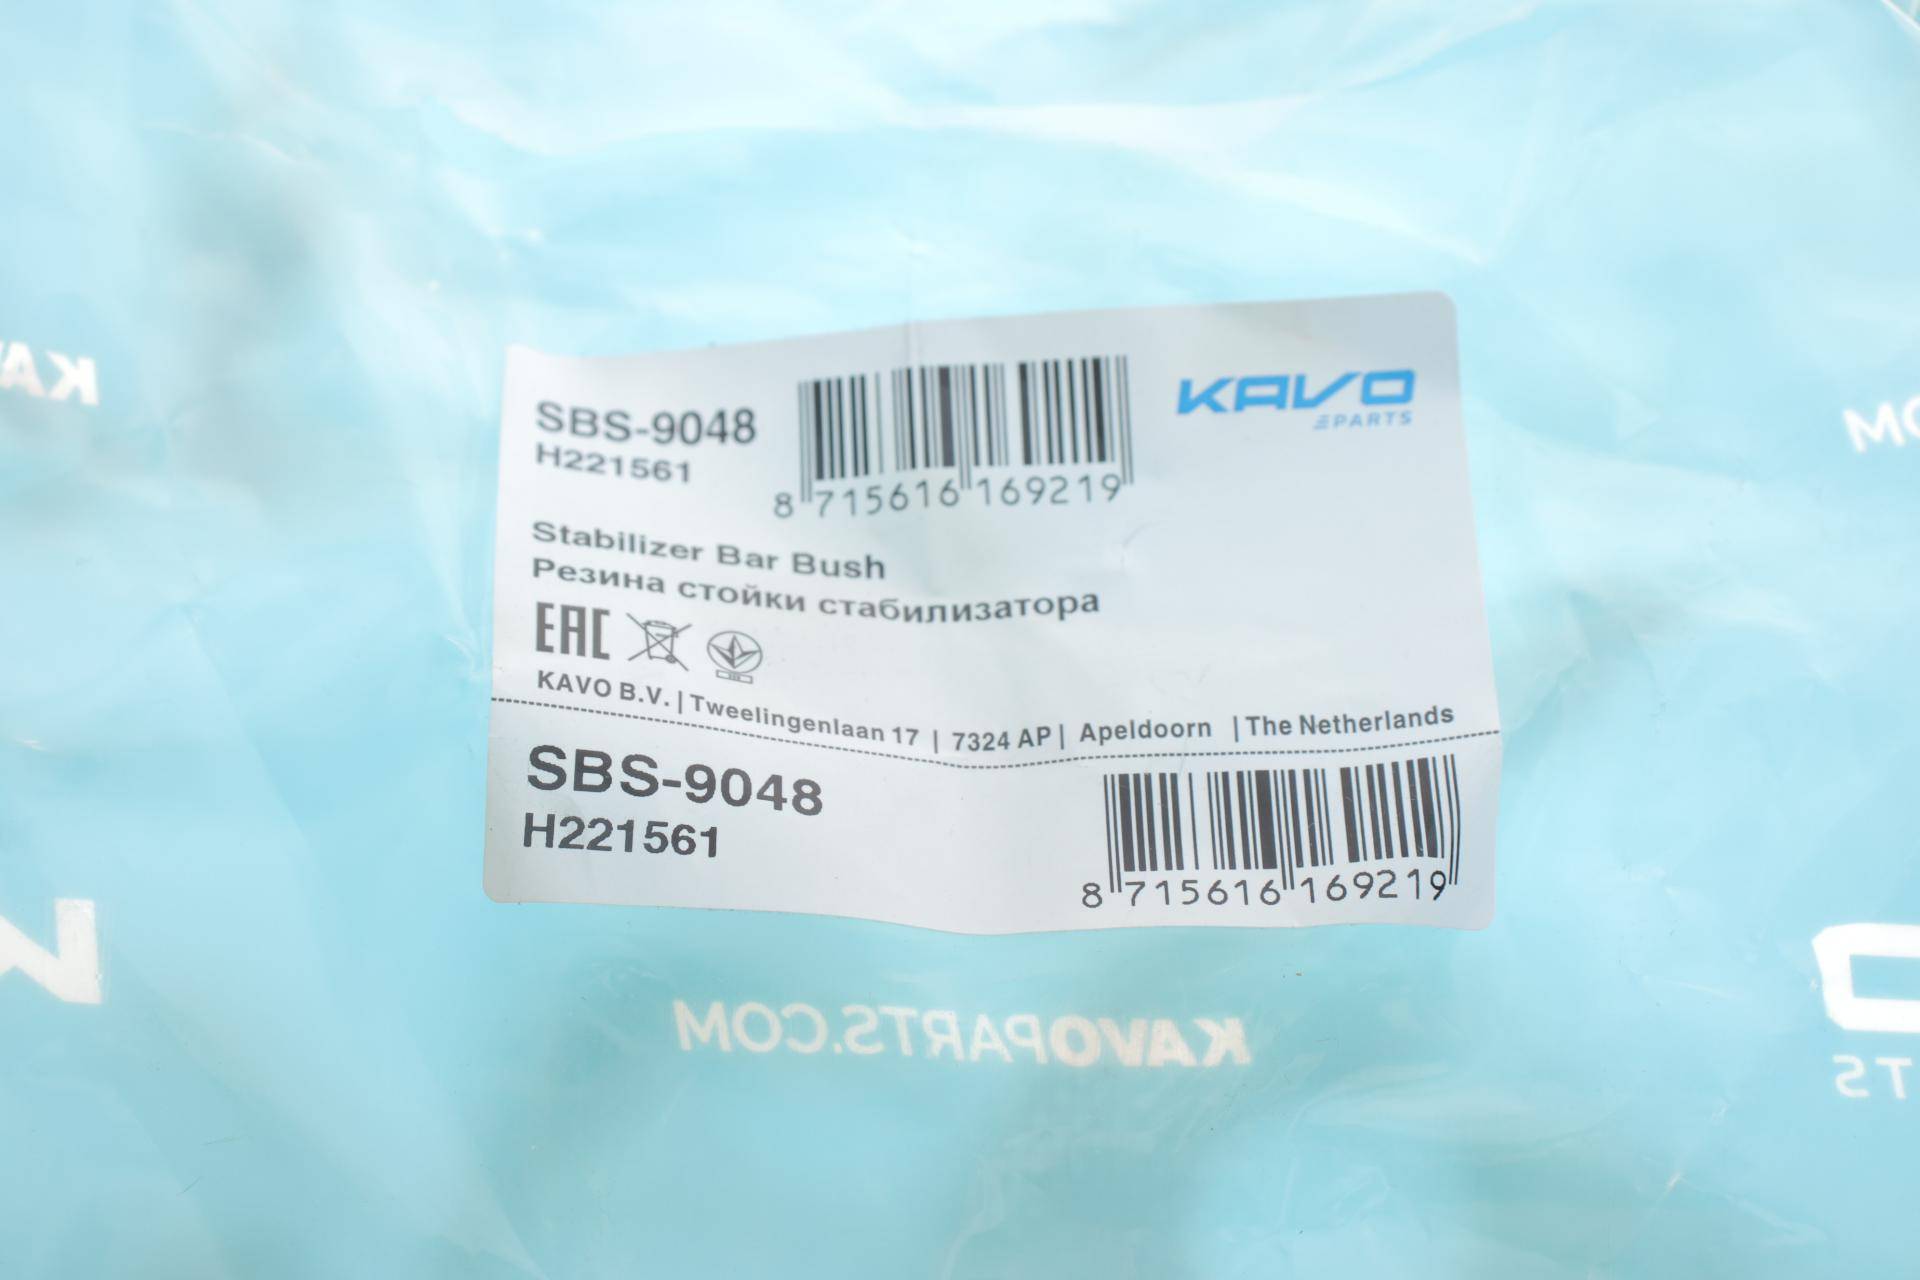 SBS-9048
H221561
8 715616 169219
KAVO
PARTS
Stabilizer Bar Bush
Резина стойки стабилизатора
EAC
KAVO B.V. | Tweelingenlaan 17 | 7324 AP | Apeldoorn | The Netherlands
SBS-9048
H221561
8 715616 169219
KAVOPARTS.COM